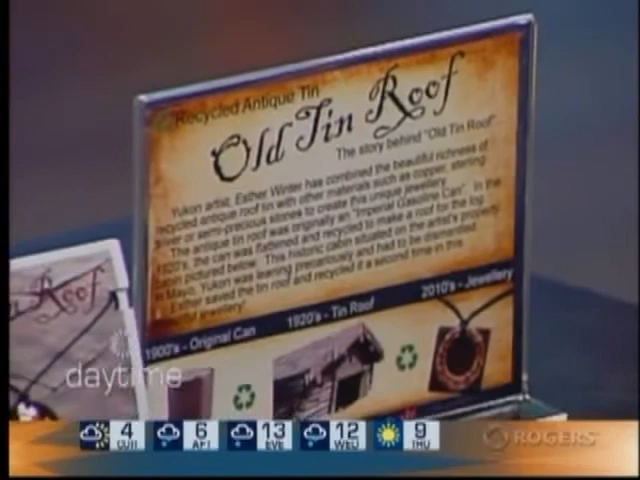 Recycled Antique Tin
Old Tin Roof
The story behind "Old Tin Roof"
Yukon artist, Esther Winter has combined the beautiful richness of
recycled antique roof tin with other materials such as copper, sterling
silver or semi-precious stones to create this unique jewellery.
The antique tin roof was originally an "Imperial Gasoline Can". In the
1920's, the can was flattened and recycled to make a roof for the log
cabin pictured below. This historic cabin situated on the artist's property
in Mayo, Yukon was leaning precariously and had to be dismantled.
Esther saved the tin roof and recycled it a second time in this
jewellery!
1900's - Original Can
1920's - Tin Roof
2010's - Jewellery
Roof
daytime
4 6 13 12 9
AFT EVE WED THU
ROGERS